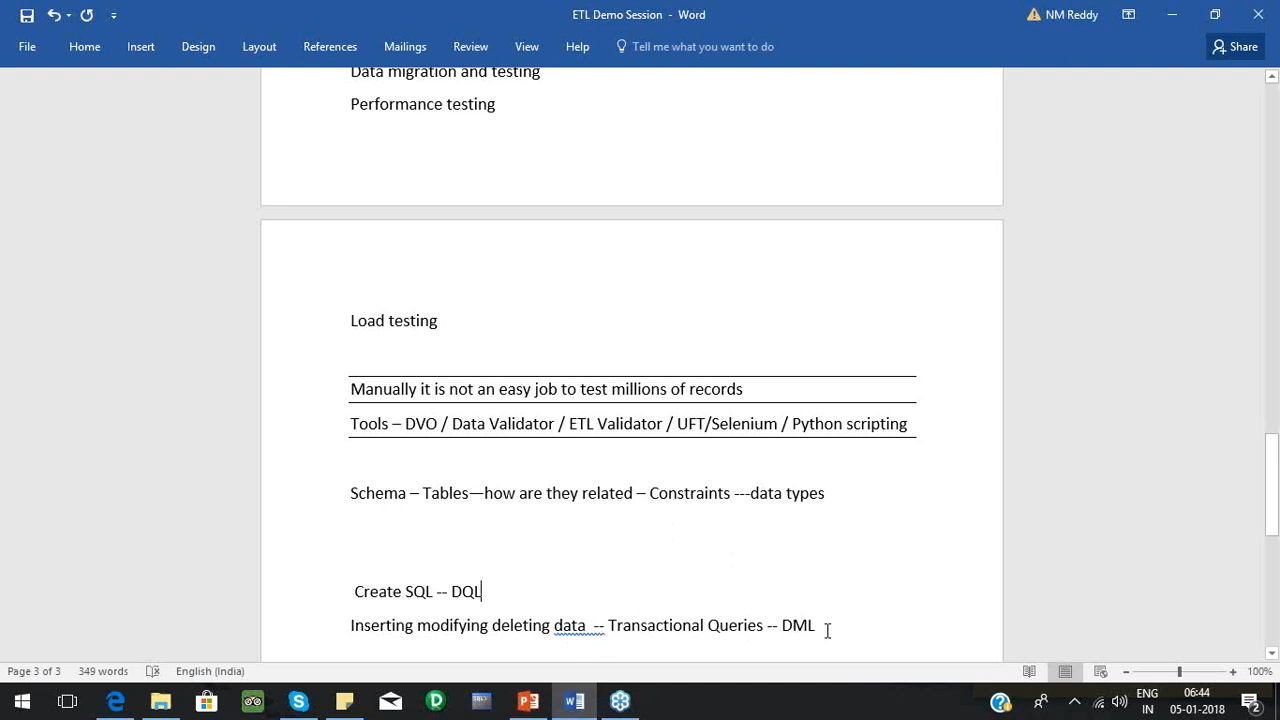 ETL Demo Session - Word
NM Reddy
File Home Insert Design Layout References Mailings Review View Help Tell me what you want to do Share
Data migration and testing
Performance testing
Load testing
Manually it is not an easy job to test millions of records
Tools – DVO / Data Validator / ETL Validator / UFT/Selenium / Python scripting
Schema – Tables—how are they related – Constraints ---data types
Create SQL -- DQL
Inserting modifying deleting data -- Transactional Queries -- DML
Page 3 of 3 349 words English (India) 100%
ENG 06:44
IN 05-01-2018 2